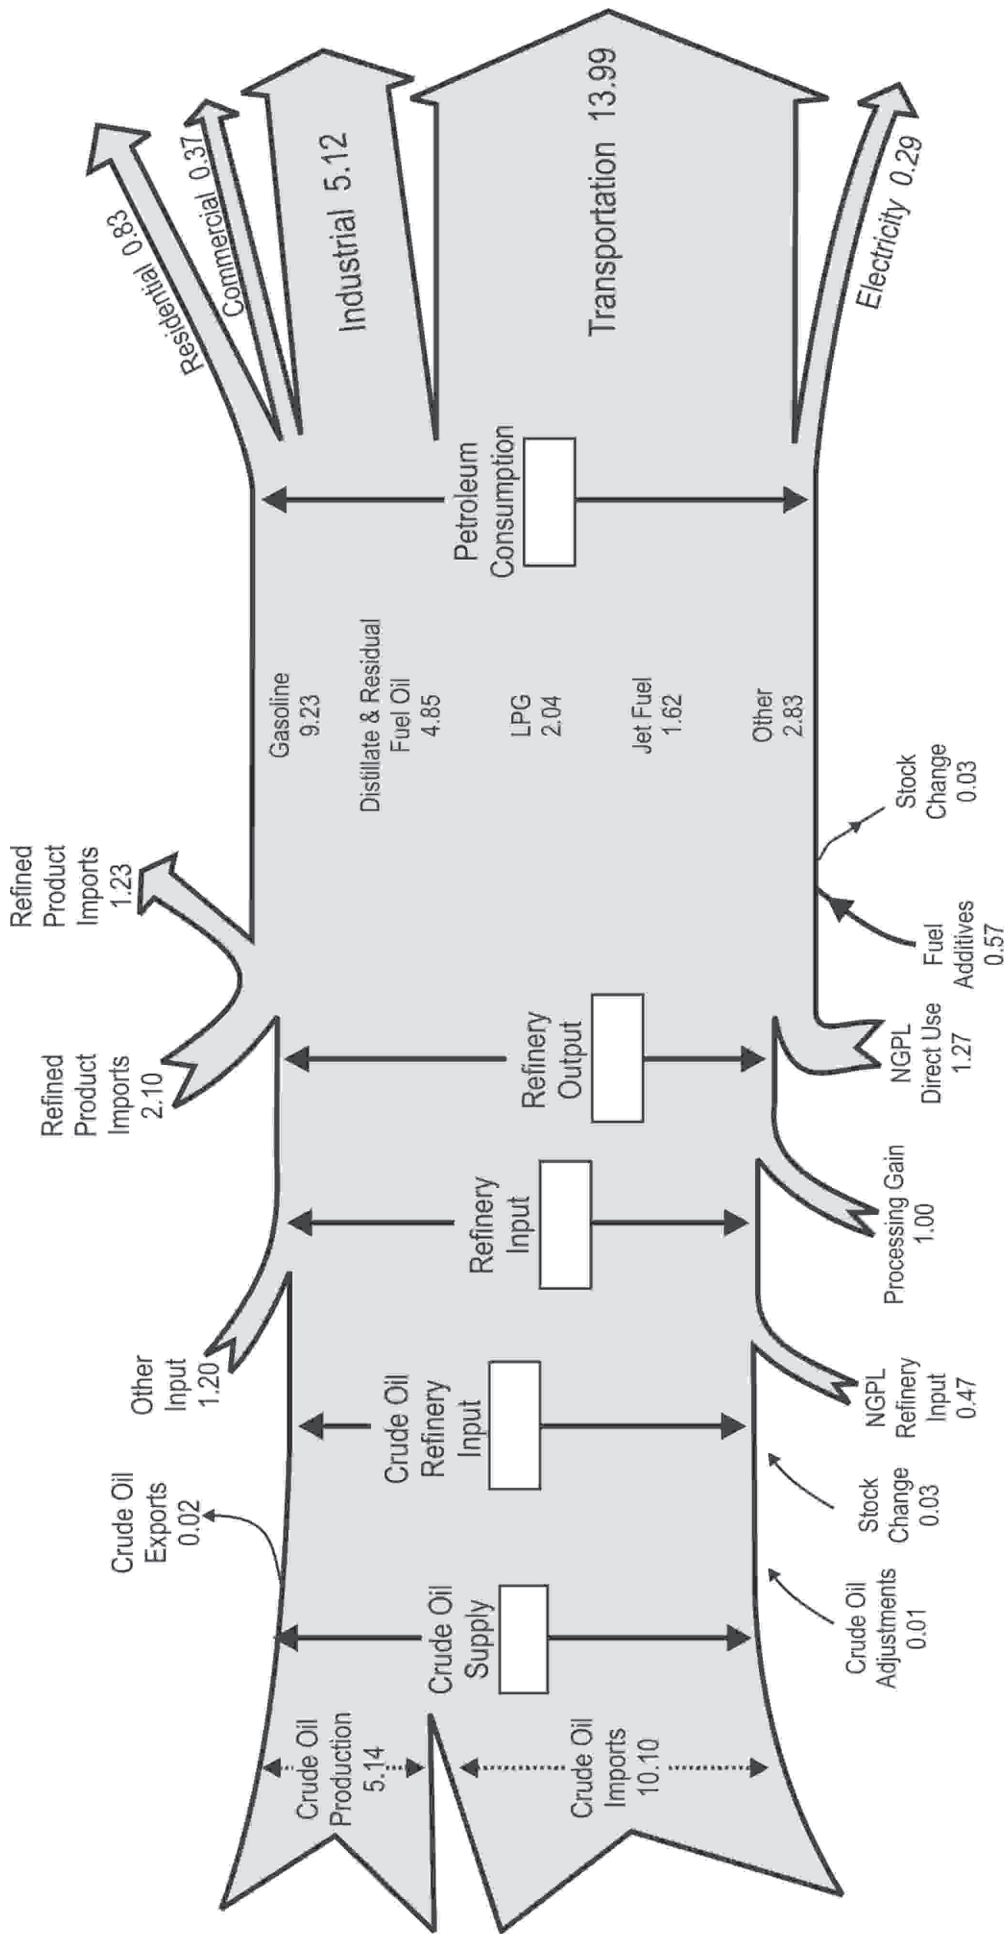 Crude Oil
Production
5.14
Crude Oil
Imports
10.10
Crude Oil
Supply
Crude Oil
Exports
0.02
Crude Oil
Adjustments
0.01
Stock
Change
0.03
Crude Oil
Refinery
Input
Other
Input
1.20
NGPL
Refinery
Input
0.47
Refinery
Input
Processing Gain
1.00
Refinery
Output
Refined
Product
Imports
2.10
NGPL
Direct Use
1.27
Refined
Product
Imports
1.23
Fuel
Additives
0.57
Stock
Change
0.03
Gasoline
9.23
Distillate & Residual
Fuel Oil
4.85
LPG
2.04
Jet Fuel
1.62
Other
2.83
Petroleum
Consumption
Residential 0.83
Commercial 0.37
Industrial 5.12
Transportation 13.99
Electricity 0.29